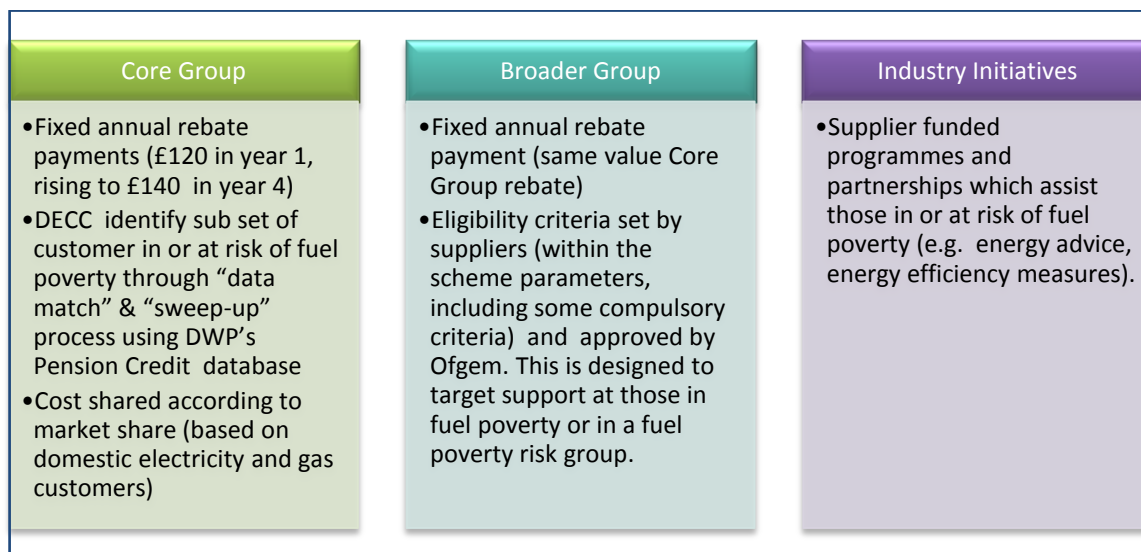 Core Group
•Fixed annual rebate
payments (£120 in year 1,
rising to £140 in year 4)
•DECC identify sub set of
customer in or at risk of fuel
poverty through “data
match” & “sweep-up”
process using DWP’s
Pension Credit database
•Cost shared according to
market share (based on
domestic electricity and gas
customers)
Broader Group
•Fixed annual rebate
payment (same value Core
Group rebate)
•Eligibility criteria set by
suppliers (within the
scheme parameters,
including some compulsory
criteria) and approved by
Ofgem. This is designed to
target support at those in
fuel poverty or in a fuel
poverty risk group.
Industry Initiatives
•Supplier funded
programmes and
partnerships which assist
those in or at risk of fuel
poverty (e.g. energy advice,
energy efficiency measures).